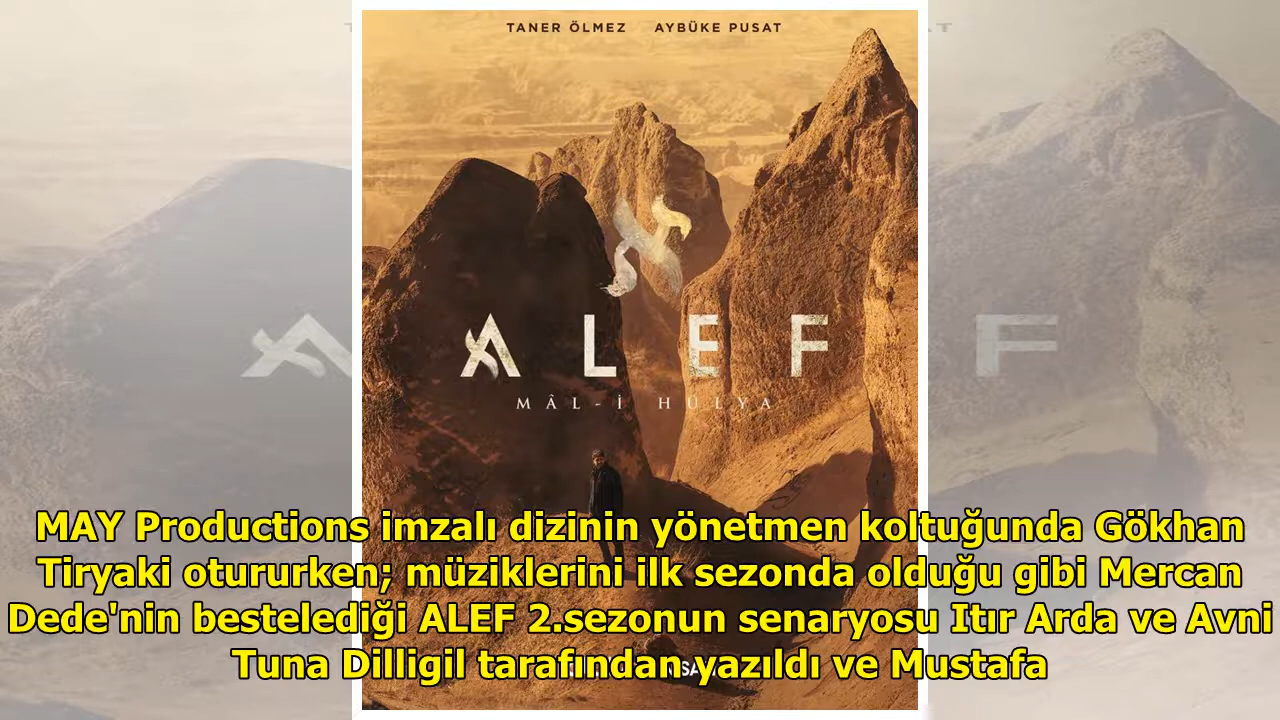 TANER ÖLMEZ AYBÜKE PUSAT
ALEF
MÂL-İ HÜLYA
MAY Productions imzalı dizinin yönetmen koltuğunda Gökhan
Tiryaki otururken; müziklerini ilk sezonda olduğu gibi Mercan
Dede'nin bestelediği ALEF 2.sezonun senaryosu Itır Arda ve Avni
Tuna Dilligil tarafından yazıldı ve Mustafa